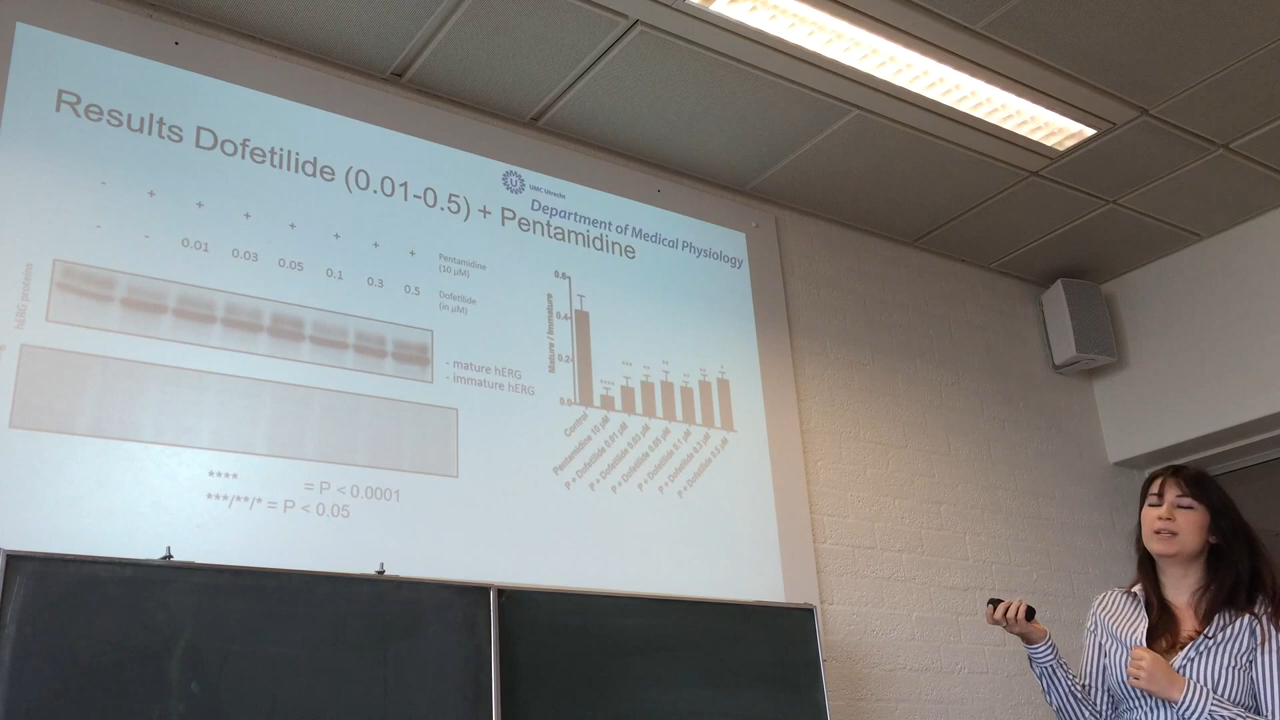 Results Dofetilide (0.01-0.5) + Pentamidine
UMC Utrecht
Department of Medical Physiology
- + + + + + + +
- - 0.01 0.03 0.05 0.1 0.3 0.5
Pentamidine
(10 µM)
Dofetilide
(in µM)
hERG proteins
- mature hERG
- immature hERG
**** = P < 0.0001
***/**/* = P < 0.05
Mature / Immature
0.6
0.4
0.2
0.0
**** *** ** ** ** ** *
Control
Pentamidine 10 µM
P + Dofetilide 0.01 µM
P + Dofetilide 0.03 µM
P + Dofetilide 0.05 µM
P + Dofetilide 0.1 µM
P + Dofetilide 0.3 µM
P + Dofetilide 0.5 µM